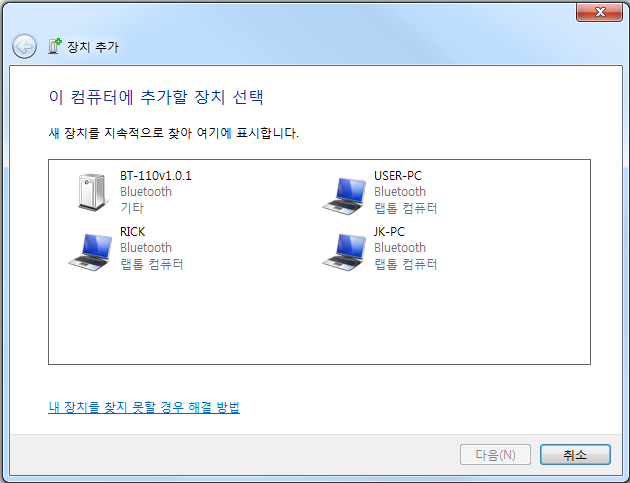 장치 추가
이 컴퓨터에 추가할 장치 선택
새 장치를 지속적으로 찾아 여기에 표시합니다.
BT-110v1.0.1
Bluetooth
기타
USER-PC
Bluetooth
랩톱 컴퓨터
RICK
Bluetooth
랩톱 컴퓨터
JK-PC
Bluetooth
랩톱 컴퓨터
내 장치를 찾지 못할 경우 해결 방법
다음(N)
취소